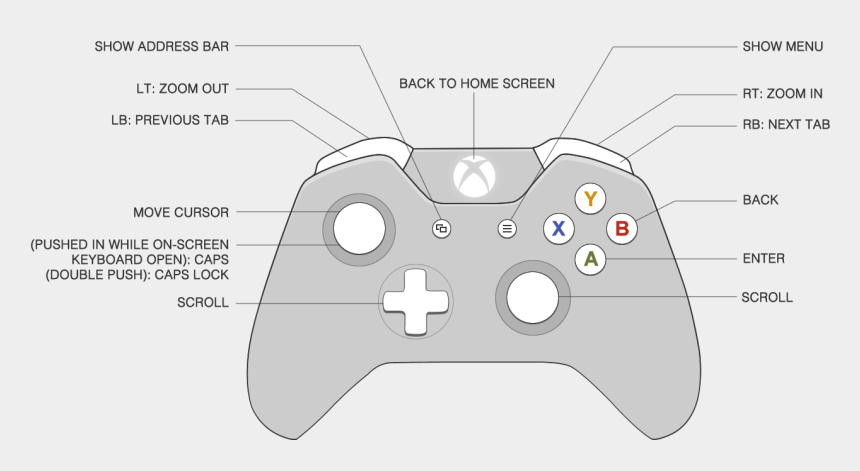 SHOW ADDRESS BAR
SHOW MENU
LT: ZOOM OUT
BACK TO HOME SCREEN
RT: ZOOM IN
LB: PREVIOUS TAB
RB: NEXT TAB
Y
BACK
MOVE CURSOR
X
B
(PUSHED IN WHILE ON-SCREEN
KEYBOARD OPEN): CAPS
(DOUBLE PUSH): CAPS LOCK
A
ENTER
SCROLL
SCROLL